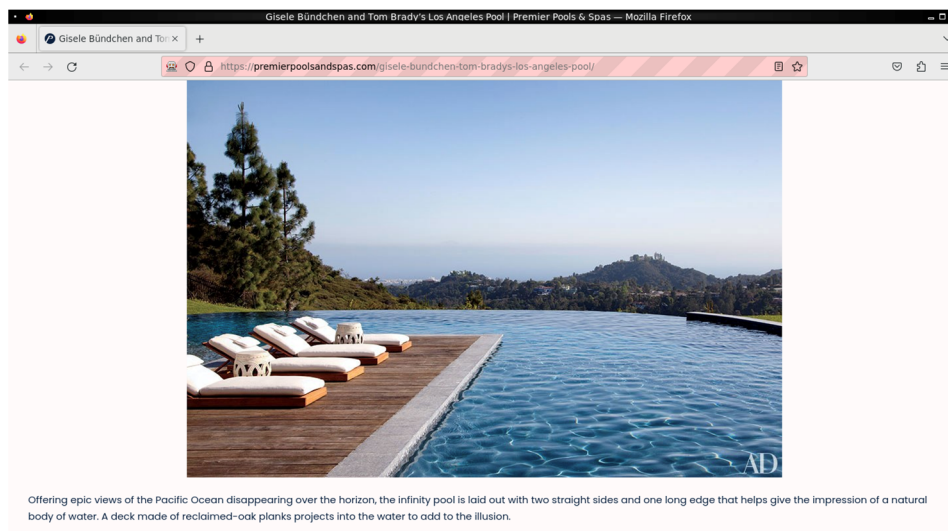 Gisele Bündchen and Tom Brady's Los Angeles Pool | Premier Pools & Spas — Mozilla Firefox
Gisele Bündchen and Tom
https://premierpoolsandspas.com/gisele-bundchen-tom-bradys-los-angeles-pool/
AD
Offering epic views of the Pacific Ocean disappearing over the horizon, the infinity pool is laid out with two straight sides and one long edge that helps give the impression of a natural
body of water. A deck made of reclaimed-oak planks projects into the water to add to the illusion.